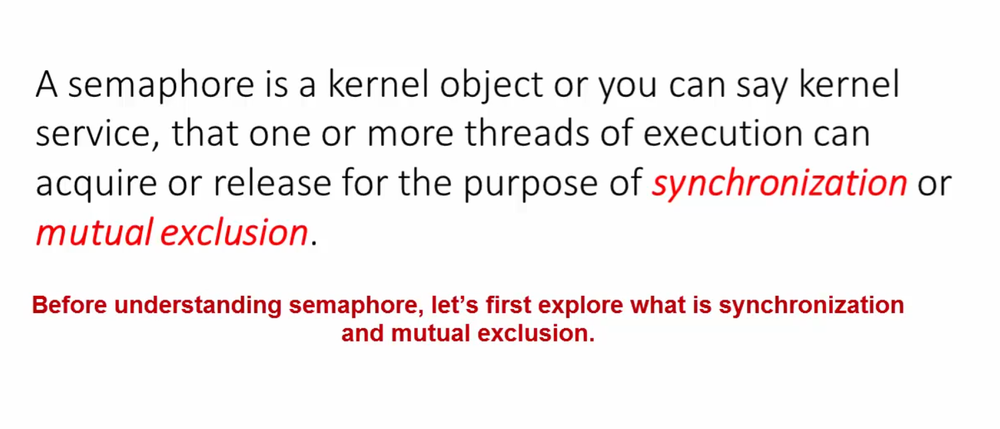 A semaphore is a kernel object or you can say kernel
service, that one or more threads of execution can
acquire or release for the purpose of synchronization or
mutual exclusion.
Before understanding semaphore, let’s first explore what is synchronization
and mutual exclusion.